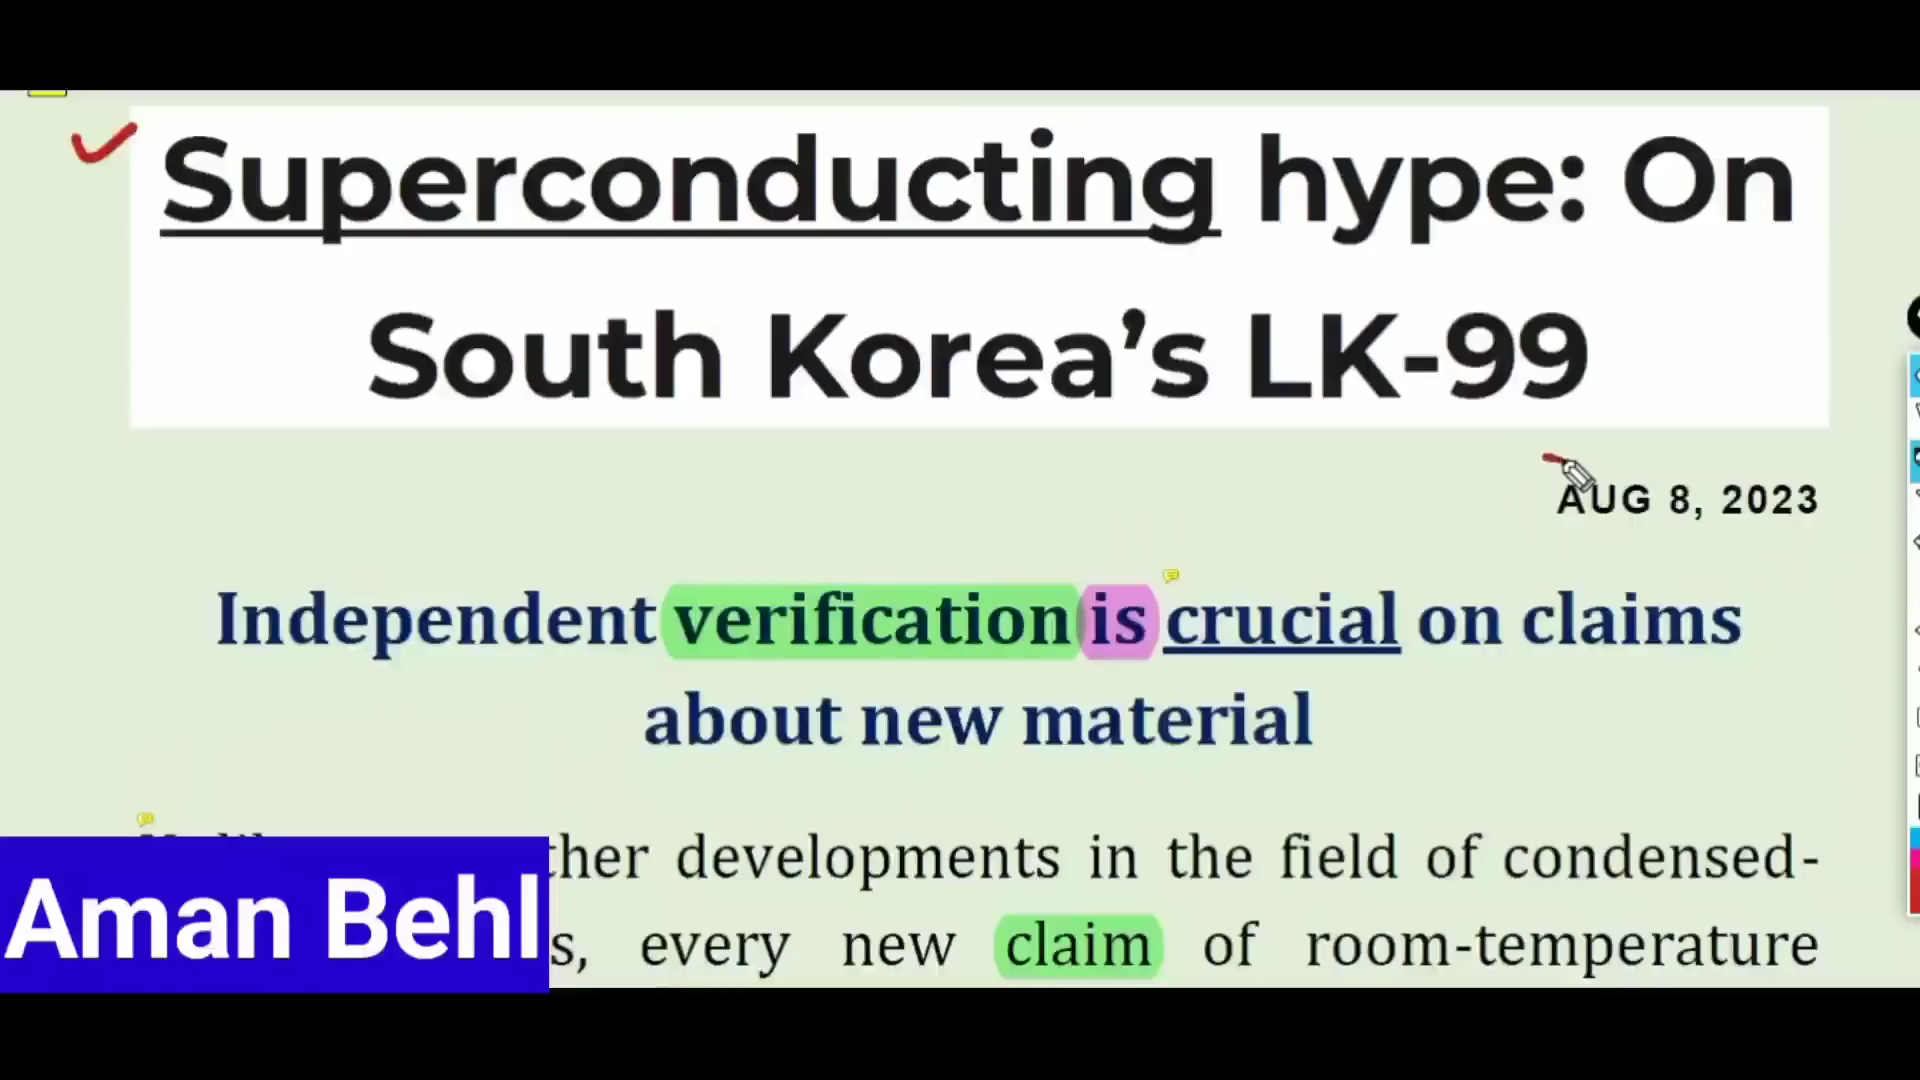 Superconducting hype: On
South Korea’s LK-99
AUG 8, 2023
Independent verification is crucial on claims
about new material
ther developments in the field of condensed-
s, every new claim of room-temperature
Aman Behl